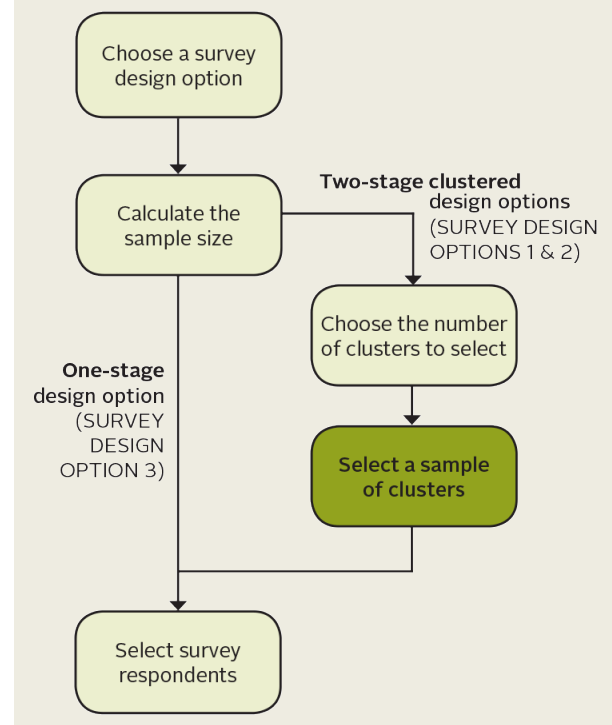 Choose a survey
design option
Calculate the
sample size
Two-stage clustered
design options
(SURVEY DESIGN
OPTIONS 1 & 2)
Choose the number
of clusters to select
One-stage
design option
(SURVEY
DESIGN
OPTION 3)
Select a sample
of clusters
Select survey
respondents